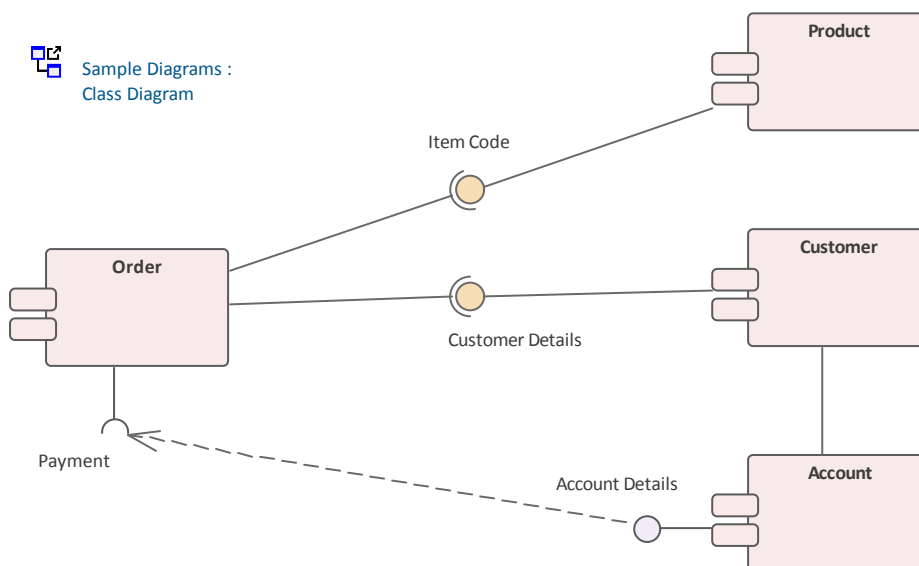 Product
Sample Diagrams :
Class Diagram
Item Code
Customer
Order
Customer Details
Payment
Account
Account Details